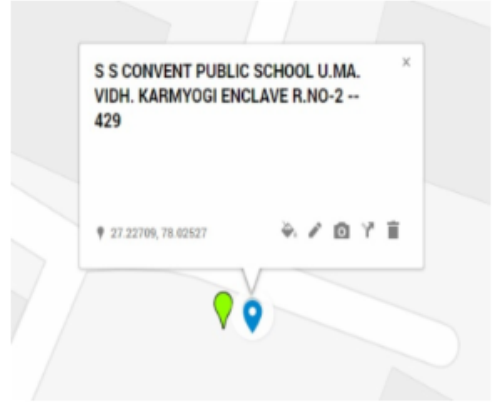 S S CONVENT PUBLIC SCHOOL U.MA.
VIDH. KARMYOGI ENCLAVE R.NO-2 --
429
27.22709, 78.02527